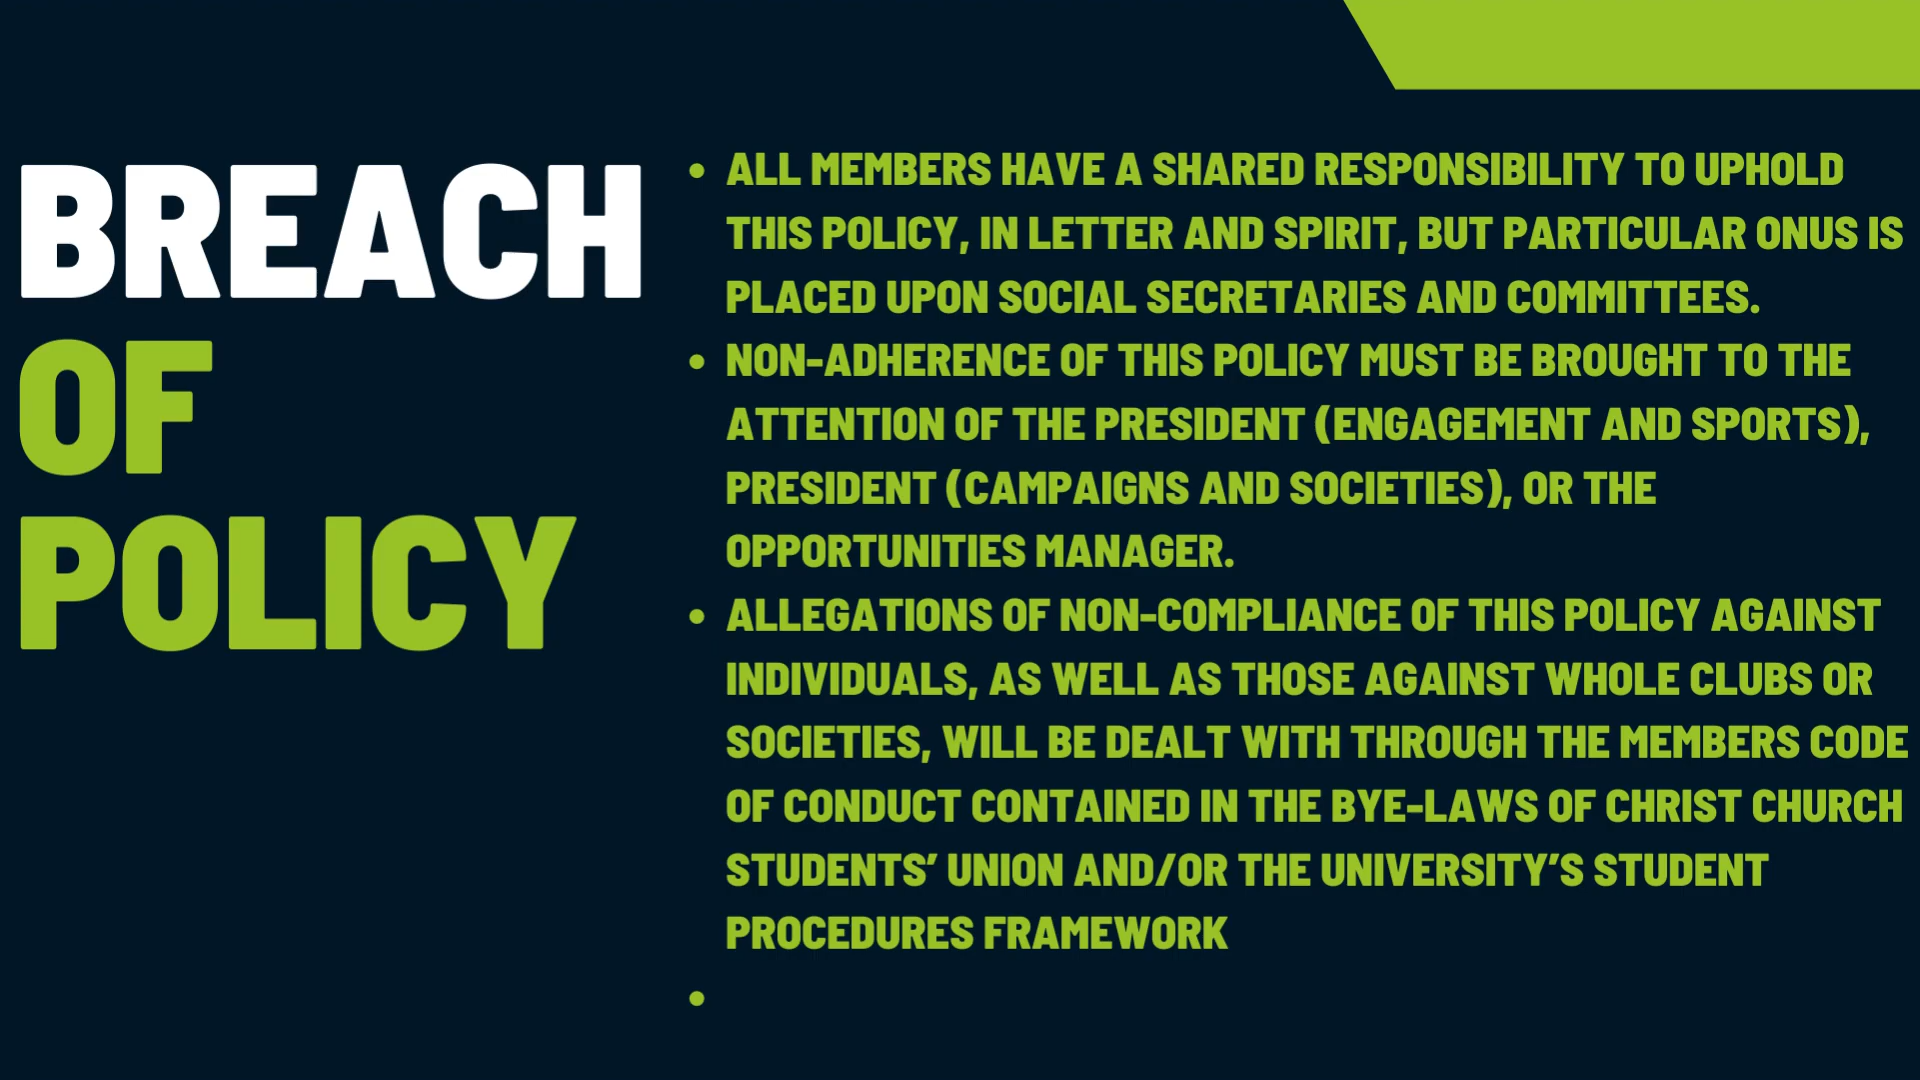 BREACH
OF
POLICY
• ALL MEMBERS HAVE A SHARED RESPONSIBILITY TO UPHOLD
THIS POLICY, IN LETTER AND SPIRIT, BUT PARTICULAR ONUS IS
PLACED UPON SOCIAL SECRETARIES AND COMMITTEES.
• NON-ADHERENCE OF THIS POLICY MUST BE BROUGHT TO THE
ATTENTION OF THE PRESIDENT (ENGAGEMENT AND SPORTS),
PRESIDENT (CAMPAIGNS AND SOCIETIES), OR THE
OPPORTUNITIES MANAGER.
• ALLEGATIONS OF NON-COMPLIANCE OF THIS POLICY AGAINST
INDIVIDUALS, AS WELL AS THOSE AGAINST WHOLE CLUBS OR
SOCIETIES, WILL BE DEALT WITH THROUGH THE MEMBERS CODE
OF CONDUCT CONTAINED IN THE BYE-LAWS OF CHRIST CHURCH
STUDENTS’ UNION AND/OR THE UNIVERSITY’S STUDENT
PROCEDURES FRAMEWORK
•